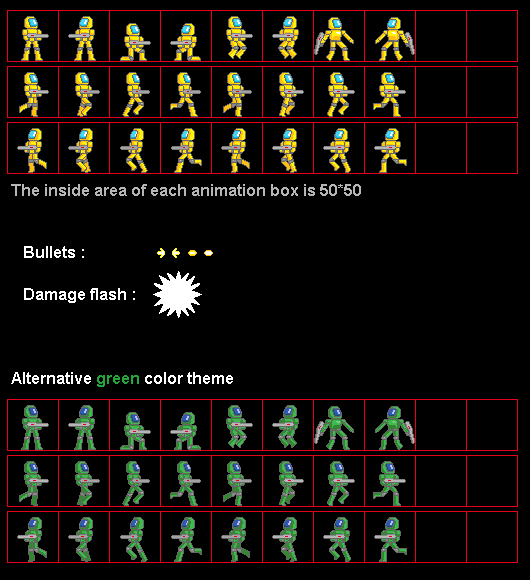 The inside area of each animation box is 50*50
Bullets :
Damage flash :
Alternative green color theme